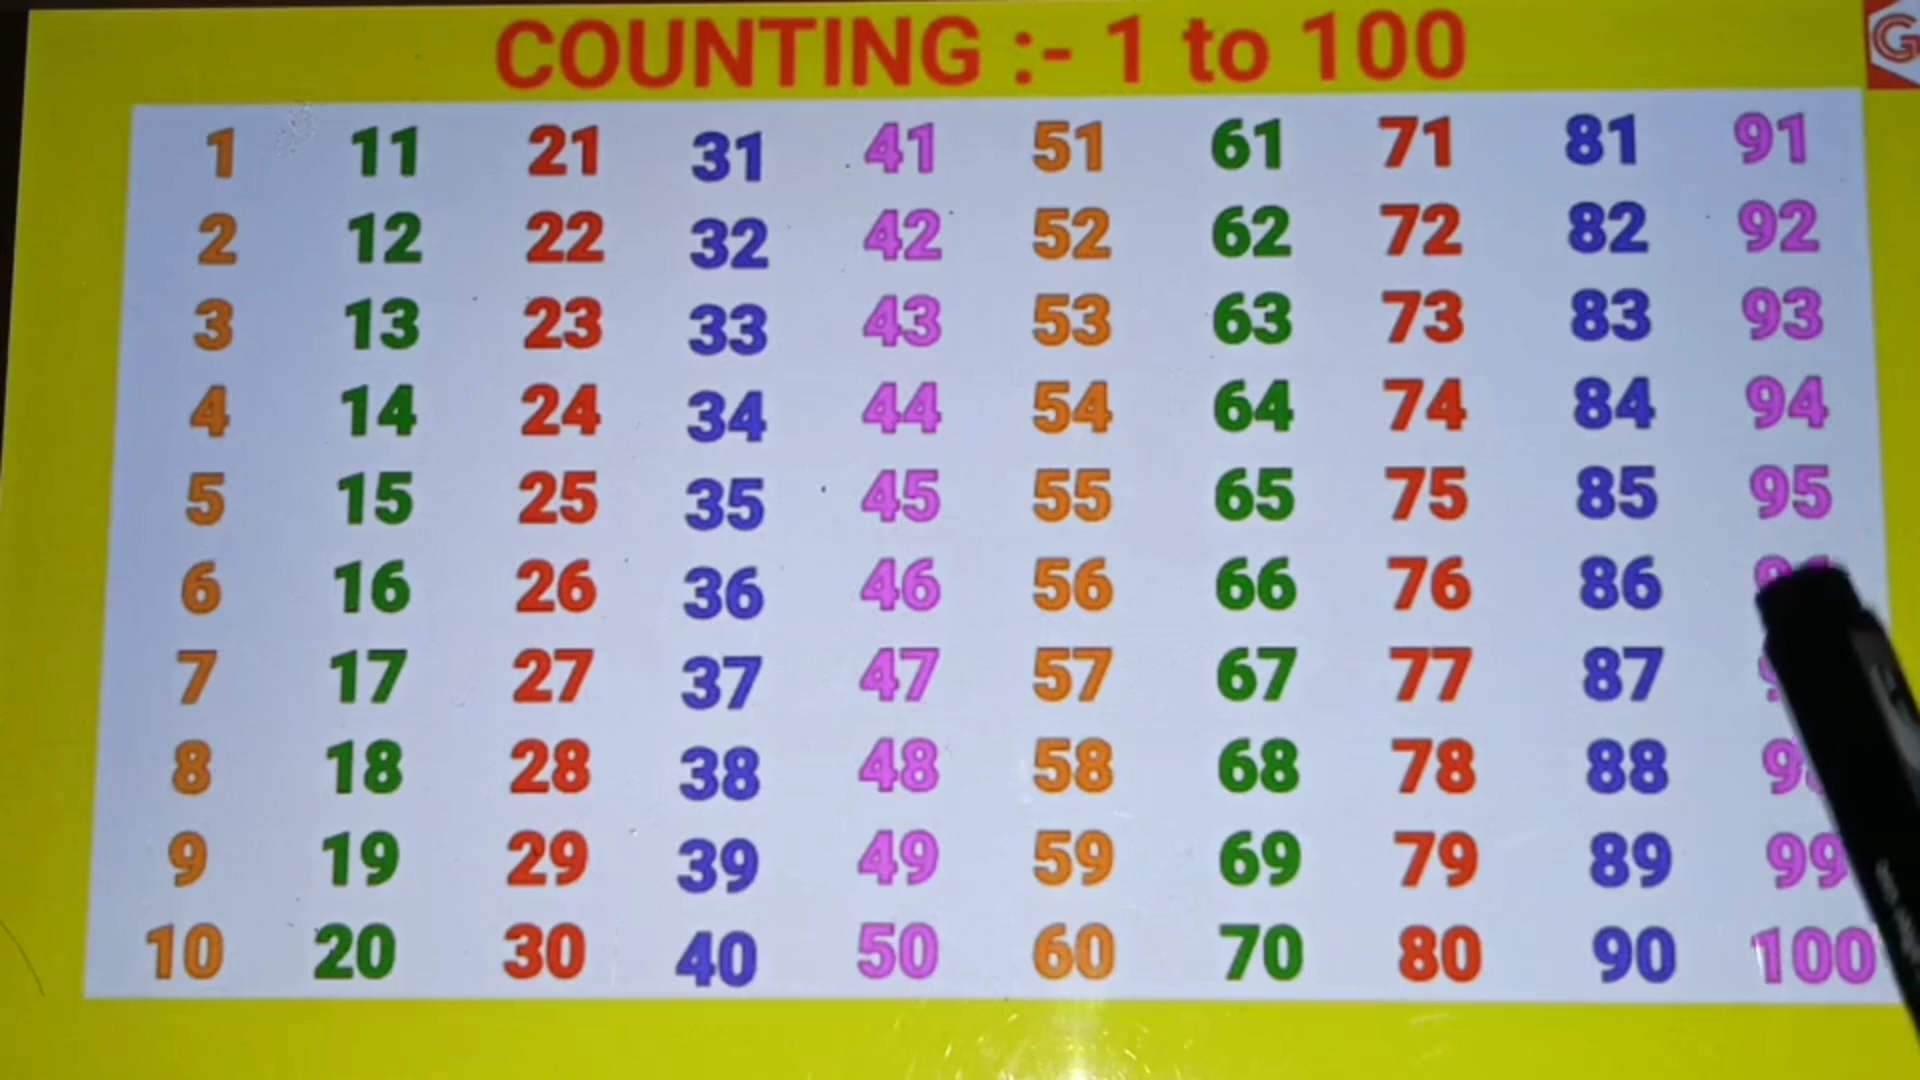 COUNTING :- 1 to 100
G
1 11 21 31 41 51 61 71 81 91
2 12 22 32 42 52 62 72 82 92
3 13 23 33 43 53 63 73 83 93
4 14 24 34 44 54 64 74 84 94
5 15 25 35 45 55 65 75 85 95
6 16 26 36 46 56 66 76 86
7 17 27 37 47 57 67 77 87
8 18 28 38 48 58 68 78 88
9 19 29 39 49 59 69 79 89 99
10 20 30 40 50 60 70 80 90 100